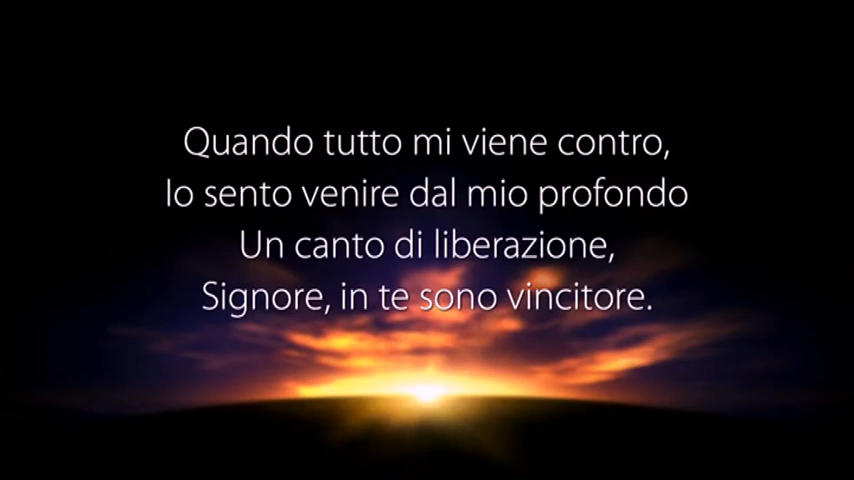 Quando tutto mi viene contro,
Io sento venire dal mio profondo
Un canto di liberazione,
Signore, in te sono vincitore.